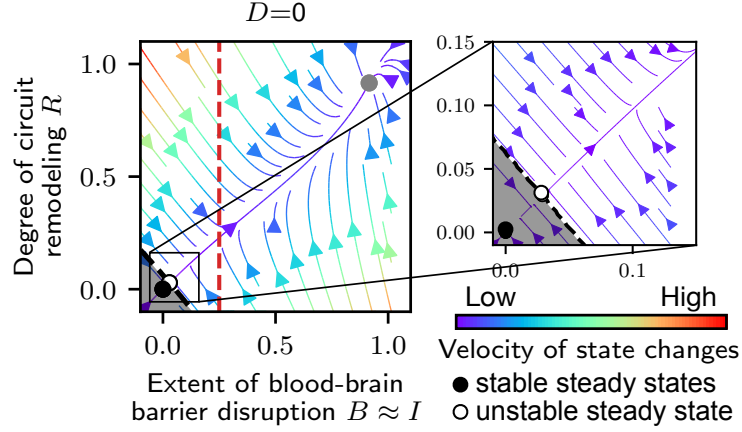 D=0
Degree of circuit
remodeling R
1.0
0.5
0.0
0.0
0.5
1.0
Extent of blood-brain
barrier disruption B ≈ I
0.15
0.10
0.05
0.00
0.0
0.1
Low High
Velocity of state changes
stable steady states
unstable steady state